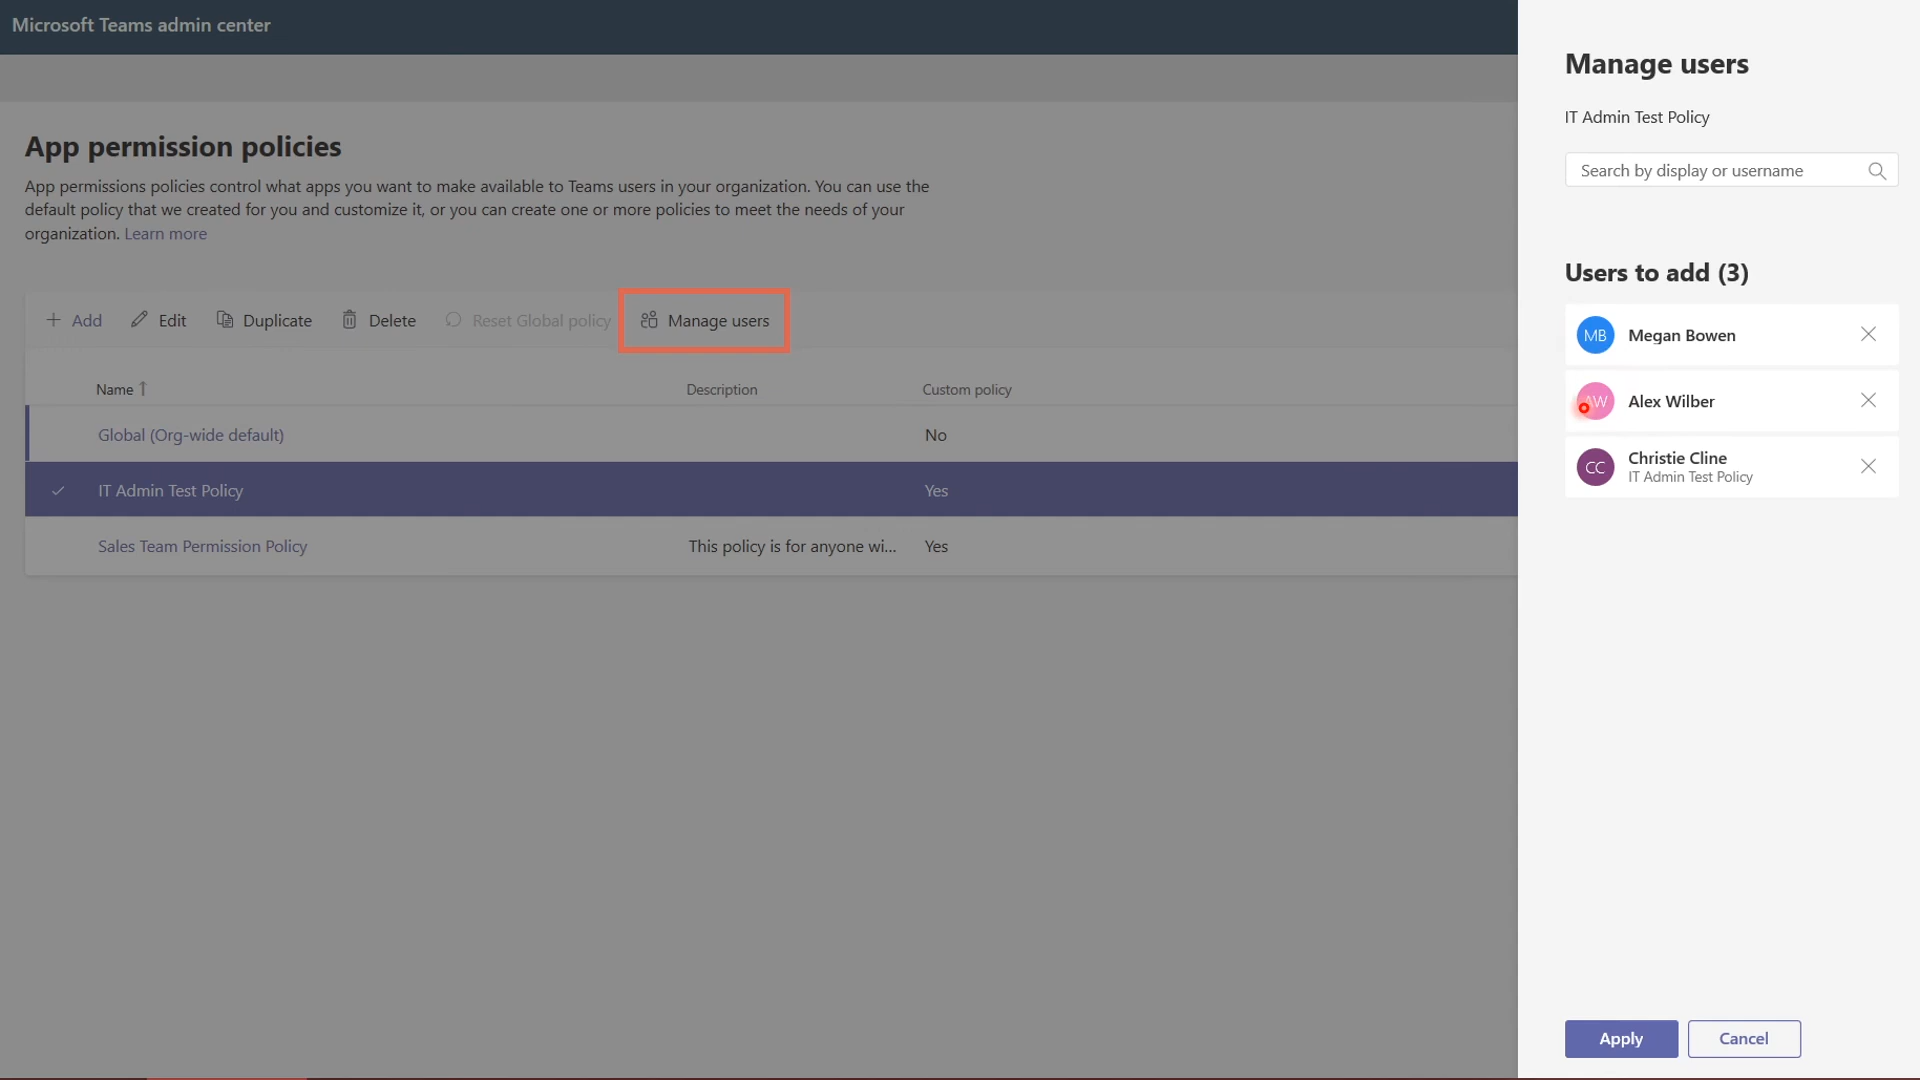 Microsoft Teams admin center
App permission policies
App permissions policies control what apps you want to make available to Teams users in your organization. You can use the
default policy that we created for you and customize it, or you can create one or more policies to meet the needs of your
organization. Learn more
Add Edit Duplicate Delete Reset Global policy Manage users
Name ↑ Description Custom policy
Global (Org-wide default) No
IT Admin Test Policy Yes
Sales Team Permission Policy This policy is for anyone wi... Yes
Manage users
IT Admin Test Policy
Search by display or username
Users to add (3)
MB Megan Bowen
AW Alex Wilber
CC Christie Cline
IT Admin Test Policy
Apply Cancel